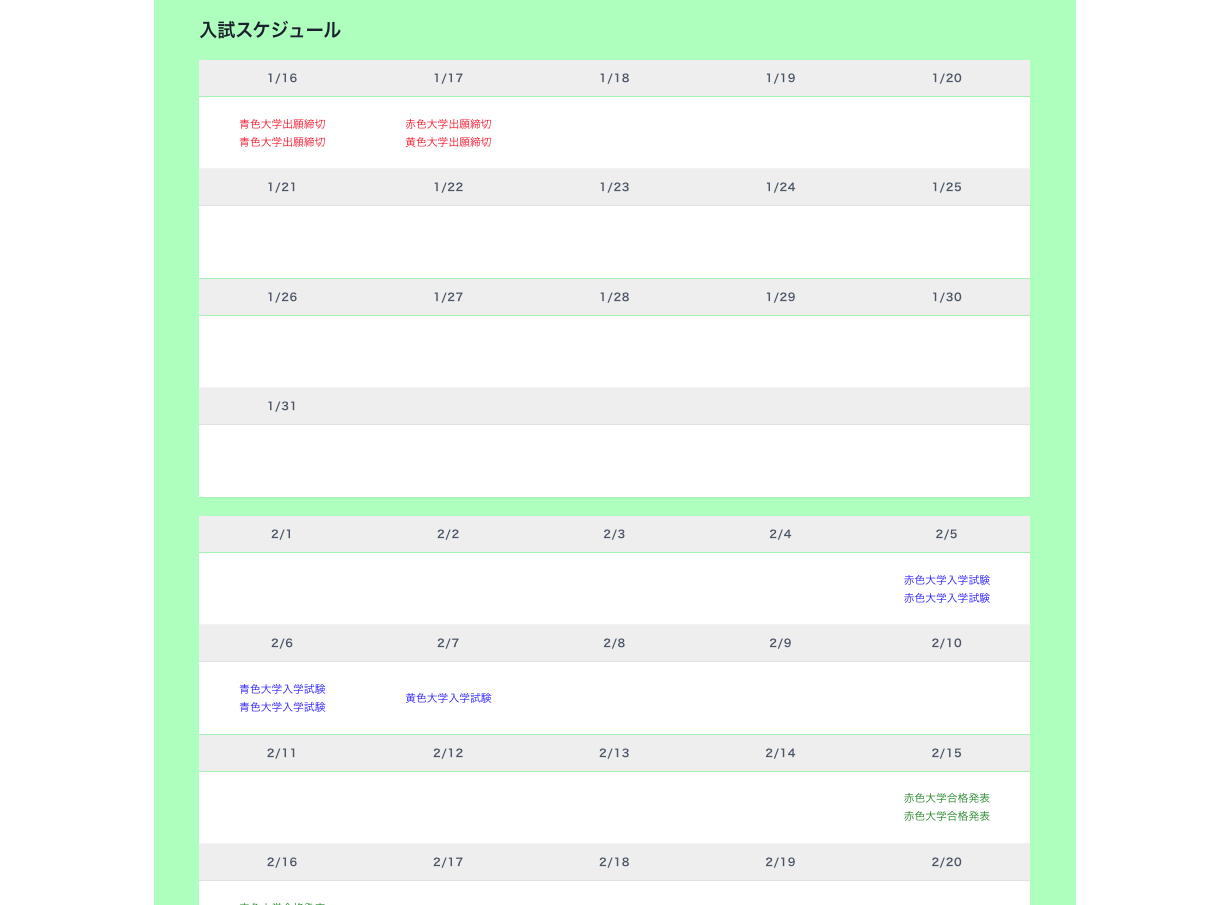 入試スケジュール
1/16 1/17 1/18 1/19 1/20
青色大学出願締切 赤色大学出願締切
青色大学出願締切 黄色大学出願締切
1/21 1/22 1/23 1/24 1/25
1/26 1/27 1/28 1/29 1/30
1/31
2/1 2/2 2/3 2/4 2/5
赤色大学入学試験
赤色大学入学試験
2/6 2/7 2/8 2/9 2/10
青色大学入学試験
黄色大学入学試験
青色大学入学試験
2/11 2/12 2/13 2/14 2/15
赤色大学合格発表
赤色大学合格発表
2/16 2/17 2/18 2/19 2/20